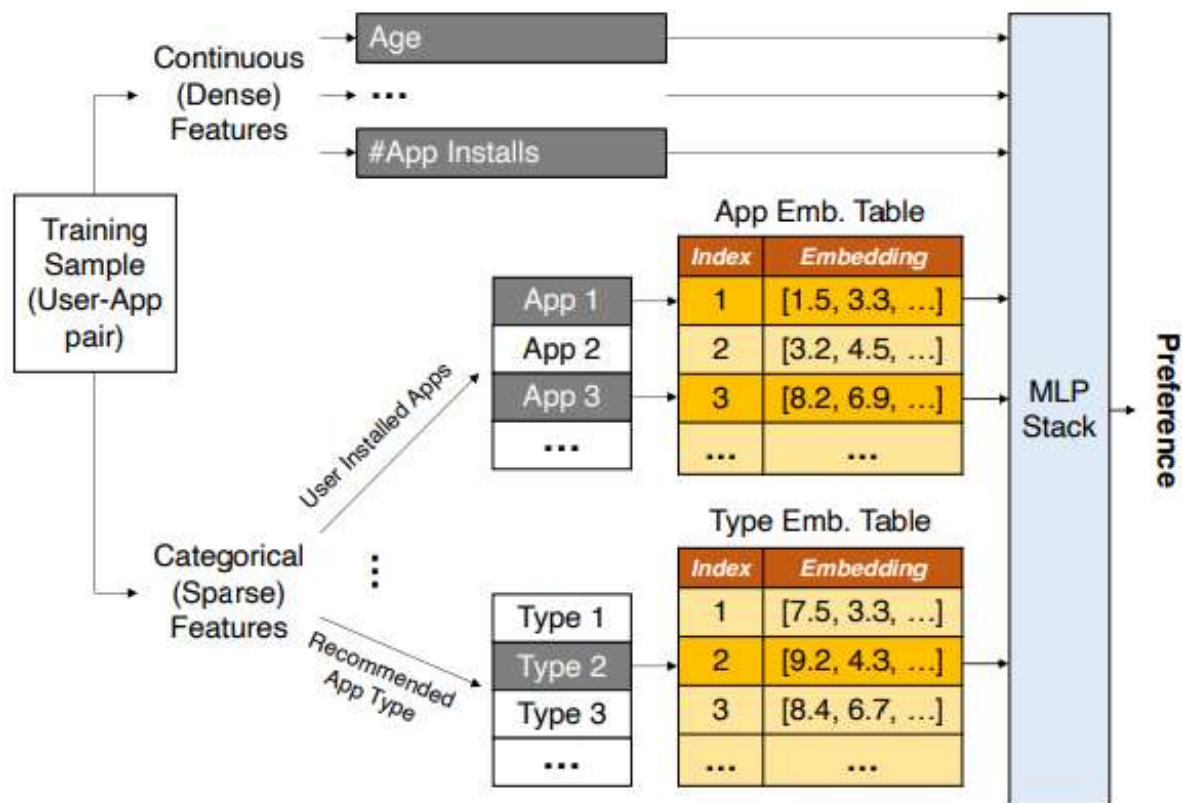 Training
Sample
(User-App
pair)
Continuous
(Dense)
Features
Age
...
#App Installs
Categorical
(Sparse)
Features
User Installed Apps
Recommended
App Type
App 1
App 2
App 3
...
App Emb. Table
Index Embedding
1 [1.5, 3.3, ...]
2 [3.2, 4.5, ...]
3 [8.2, 6.9, ...]
... ...
Type 1
Type 2
Type 3
...
Type Emb. Table
Index Embedding
1 [7.5, 3.3, ...]
2 [9.2, 4.3, ...]
3 [8.4, 6.7, ...]
... ...
MLP
Stack
Preference